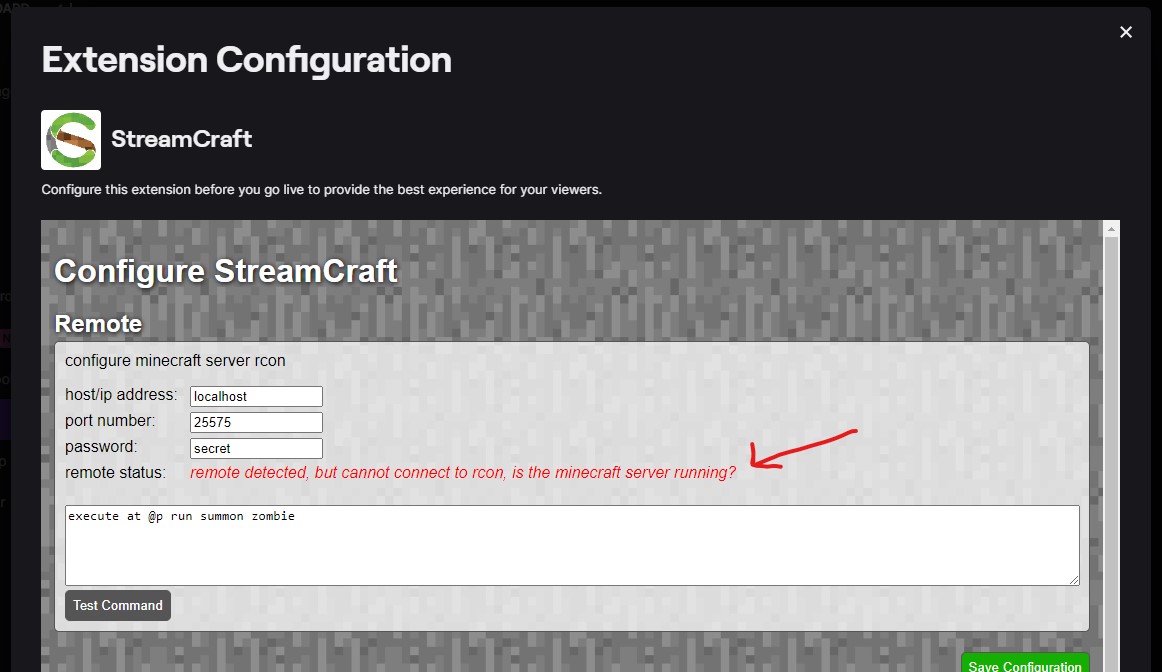 Extension Configuration
StreamCraft
Configure this extension before you go live to provide the best experience for your viewers.
Configure StreamCraft
Remote
configure minecraft server rcon
host/ip address: localhost
port number: 25575
password: secret
remote status: remote detected, but cannot connect to rcon, is the minecraft server running?
execute at @p run summon zombie
Test Command
Save Configuration